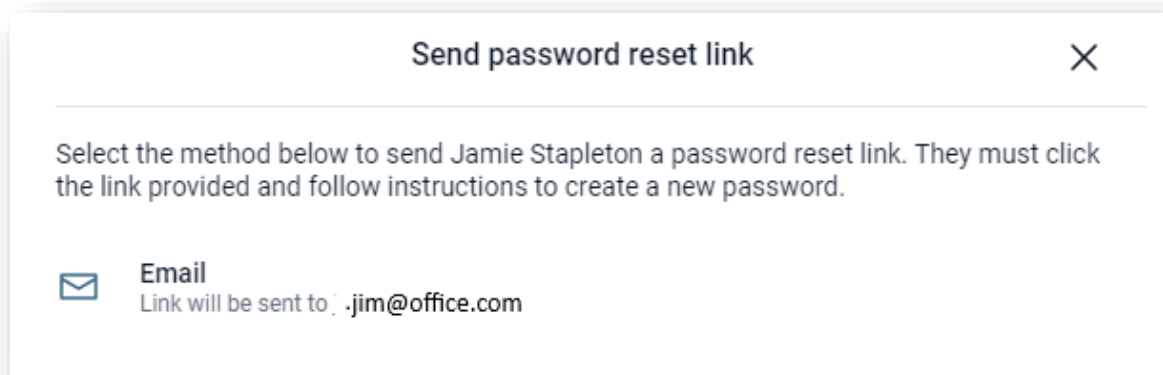 Send password reset link
Select the method below to send Jamie Stapleton a password reset link. They must click
the link provided and follow instructions to create a new password.
Email
Link will be sent to .jim@office.com